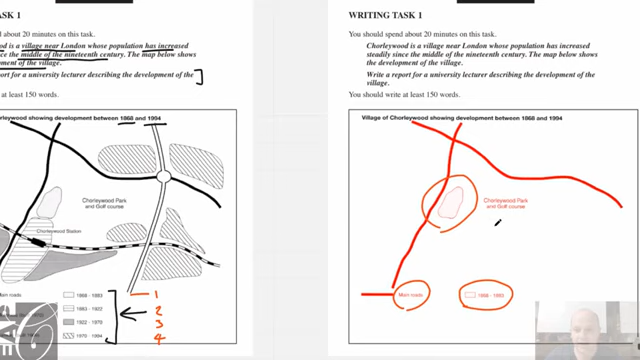 ASK 1
d about 20 minutes on this task.
is a village near London whose population has increased
the middle of the nineteenth century. The map below shows
of the village.
for a university lecturer describing the development of the
at least 150 words.
showing development between 1868 and 1994
Chorleywood Park
and Golf course
Chorleywood Station
roads
1868 - 1883
1883 - 1922
1922 - 1970
1970 - 1994
1
2
3
4
WRITING TASK 1
You should spend about 20 minutes on this task.
Chorleywood is a village near London whose population has increased
steadily since the middle of the nineteenth century. The map below shows
the development of the village.
Write a report for a university lecturer describing the development of the
village.
You should write at least 150 words.
Village of Chorleywood showing development between 1868 and 1994
Chorleywood Park
and Golf course
Main roads
1868 - 1883